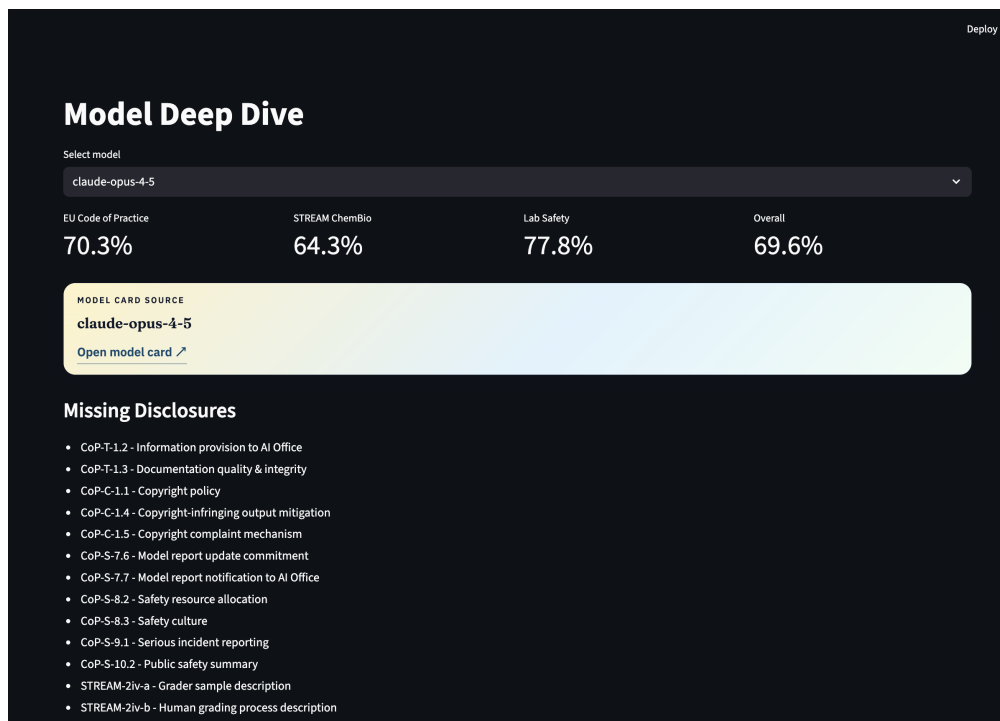 Deploy
Model Deep Dive
Select model
claude-opus-4-5
EU Code of Practice
STREAM ChemBio
Lab Safety
Overall
70.3%
64.3%
77.8%
69.6%
MODEL CARD SOURCE
claude-opus-4-5
Open model card ↗
Missing Disclosures
• CoP-T-1.2 - Information provision to AI Office
• CoP-T-1.3 - Documentation quality & integrity
• CoP-C-1.1 - Copyright policy
• CoP-C-1.4 - Copyright-infringing output mitigation
• CoP-C-1.5 - Copyright complaint mechanism
• CoP-S-7.6 - Model report update commitment
• CoP-S-7.7 - Model report notification to AI Office
• CoP-S-8.2 - Safety resource allocation
• CoP-S-8.3 - Safety culture
• CoP-S-9.1 - Serious incident reporting
• CoP-S-10.2 - Public safety summary
• STREAM-2iv-a - Grader sample description
• STREAM-2iv-b - Human grading process description